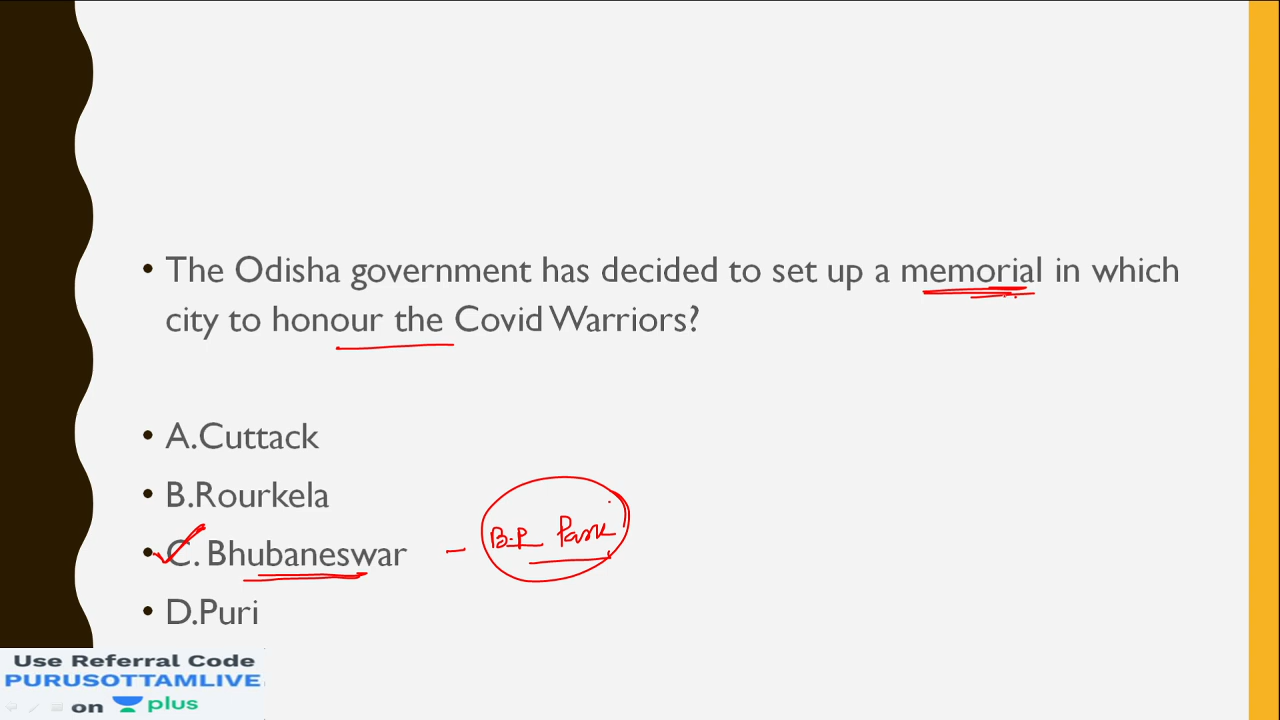 • The Odisha government has decided to set up a memorial in which
city to honour the Covid Warriors?
• A.Cuttack
• B.Rourkela
• C. Bhubaneswar - B.P Park
• D.Puri
Use Referral Code
PURUSOTTAMLIVE
on plus